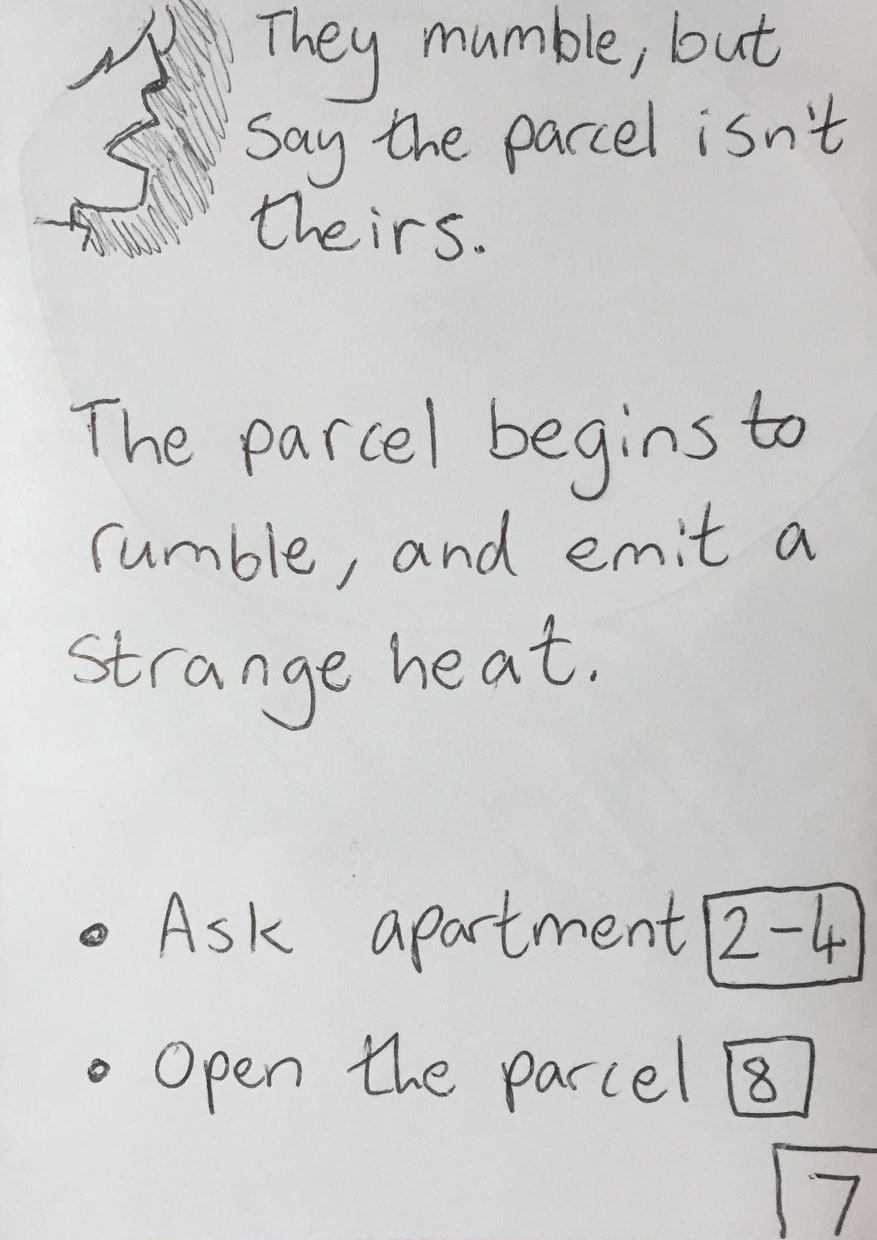 They mumble, but
say the parcel isn't
theirs.
The parcel begins to
rumble, and emit a
strange heat.
• Ask apartment 2-4
• Open the parcel 8
7